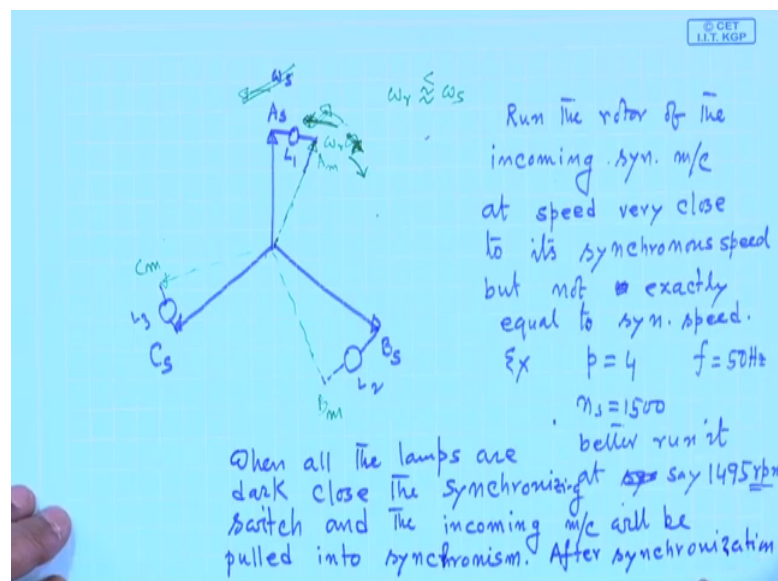 © CET
I.I.T. KGP
ωs
ωr ≲≈ ωs
As
L1
ωr
Am
Run The rotor of the
incoming syn. m/c
at speed very close
to its synchronous speed
but not exactly
equal to syn. speed.
Cm
L3
Cs
Bs
L2
Bm
Ex p=4 f=50Hz
ns=1500
better run it
at say 1495 rpm
When all The lamps are
dark close The synchronizing
switch and The incoming m/c will be
pulled into synchronism. After synchronization